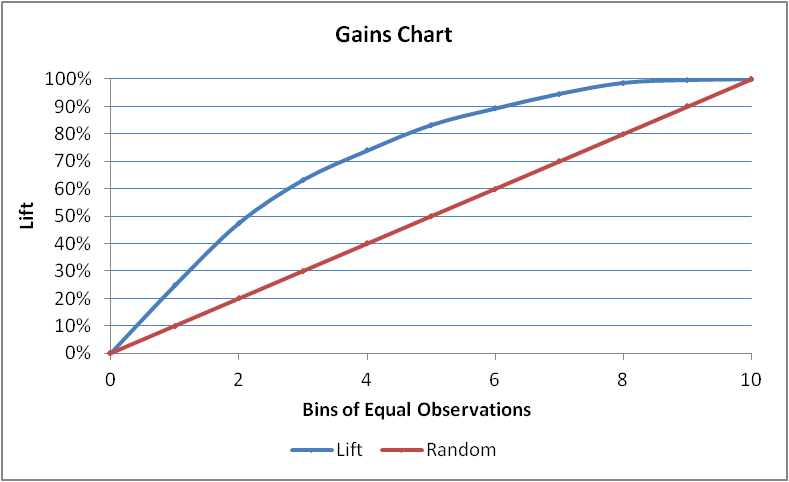 Gains Chart
100%
90%
80%
70%
60%
50%
40%
30%
20%
10%
0%
Lift
0 2 4 6 8 10
Bins of Equal Observations
Lift Random